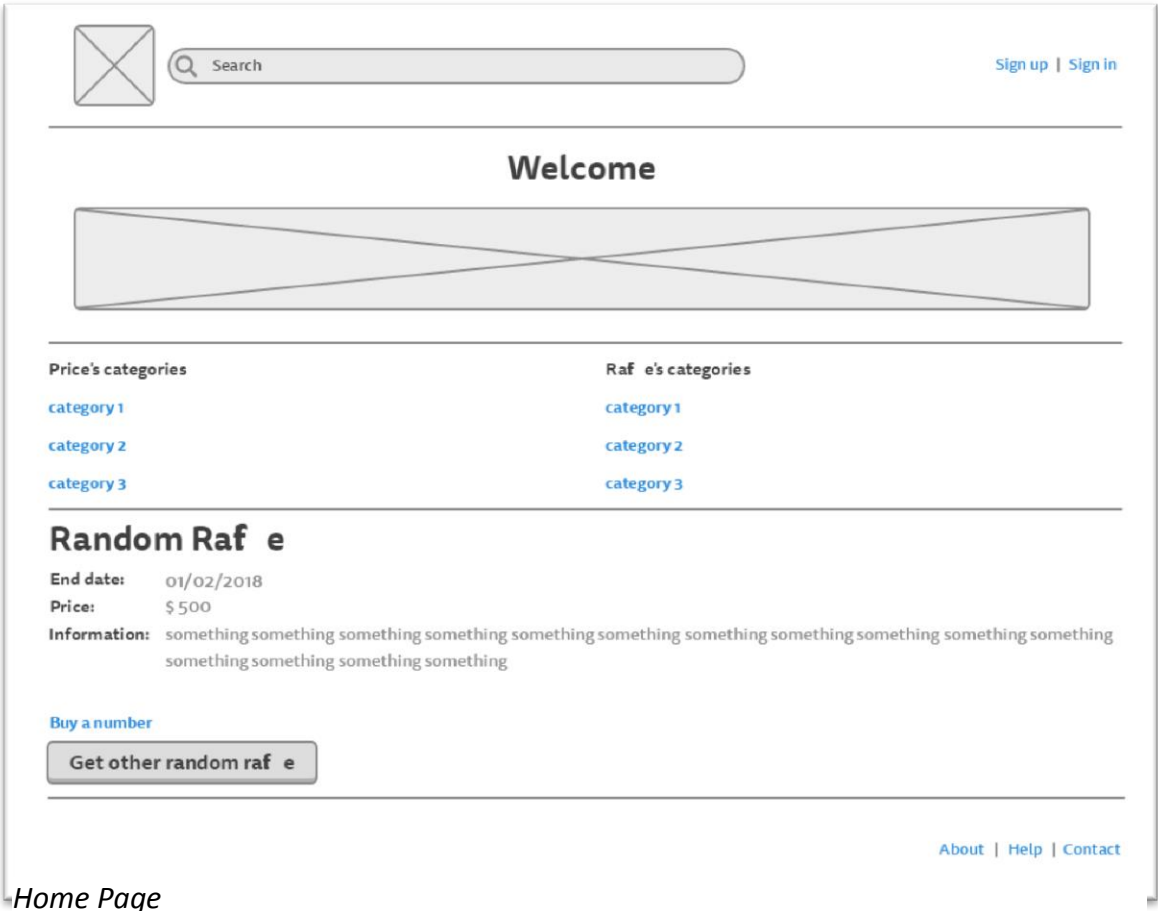 Search
Sign up | Sign in
Welcome
Price's categories
Raf e's categories
category 1
category 1
category 2
category 2
category 3
category 3
Random Raf e
End date: 01/02/2018
Price: $ 500
Information: something something something something something something something something something something something
something something something something
Buy a number
Get other random raf e
About | Help | Contact
Home Page